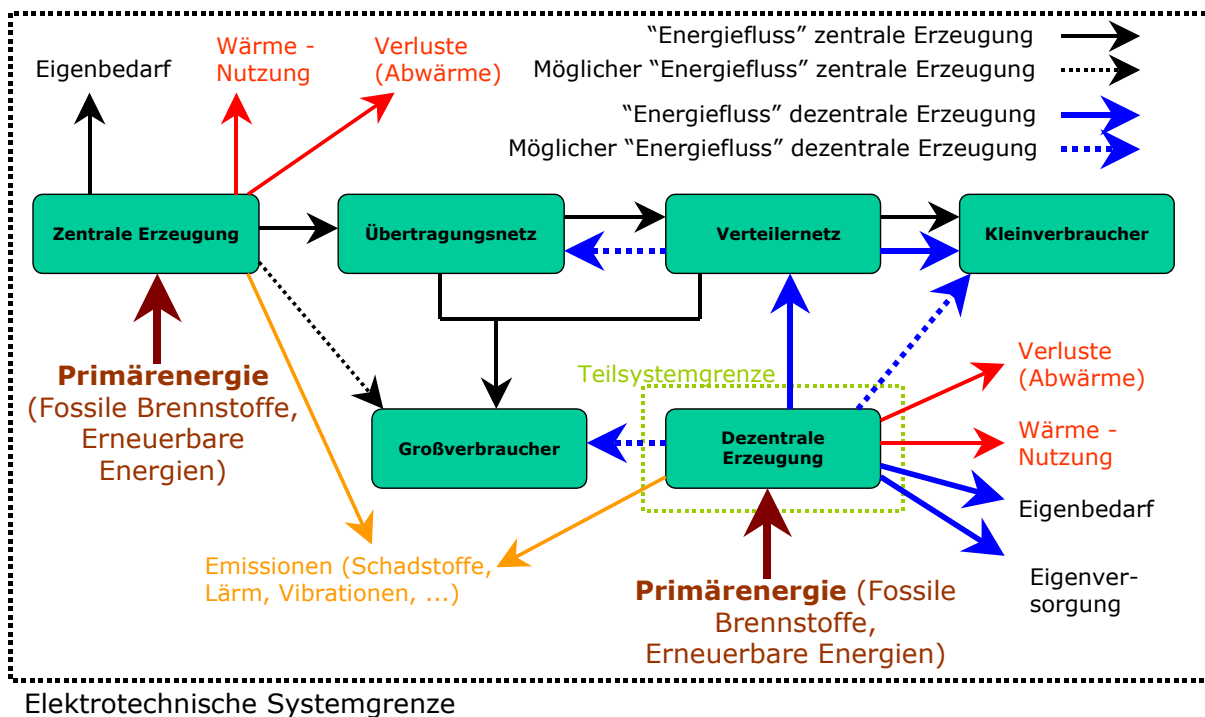 "Energiefluss" zentrale Erzeugung
Möglicher "Energiefluss" zentrale Erzeugung
"Energiefluss" dezentrale Erzeugung
Möglicher "Energiefluss" dezentrale Erzeugung
Eigenbedarf
Wärme -
Nutzung
Verluste
(Abwärme)
Zentrale Erzeugung
Übertragungsnetz
Verteilernetz
Kleinverbraucher
Primärenergie
(Fossile Brennstoffe,
Erneuerbare
Energien)
Teilsystemgrenze
Großverbraucher
Dezentrale
Erzeugung
Verluste
(Abwärme)
Wärme -
Nutzung
Eigenbedarf
Eigenver-
sorgung
Emissionen (Schadstoffe,
Lärm, Vibrationen, ...)
Primärenergie (Fossile
Brennstoffe,
Erneuerbare Energien)
Elektrotechnische Systemgrenze